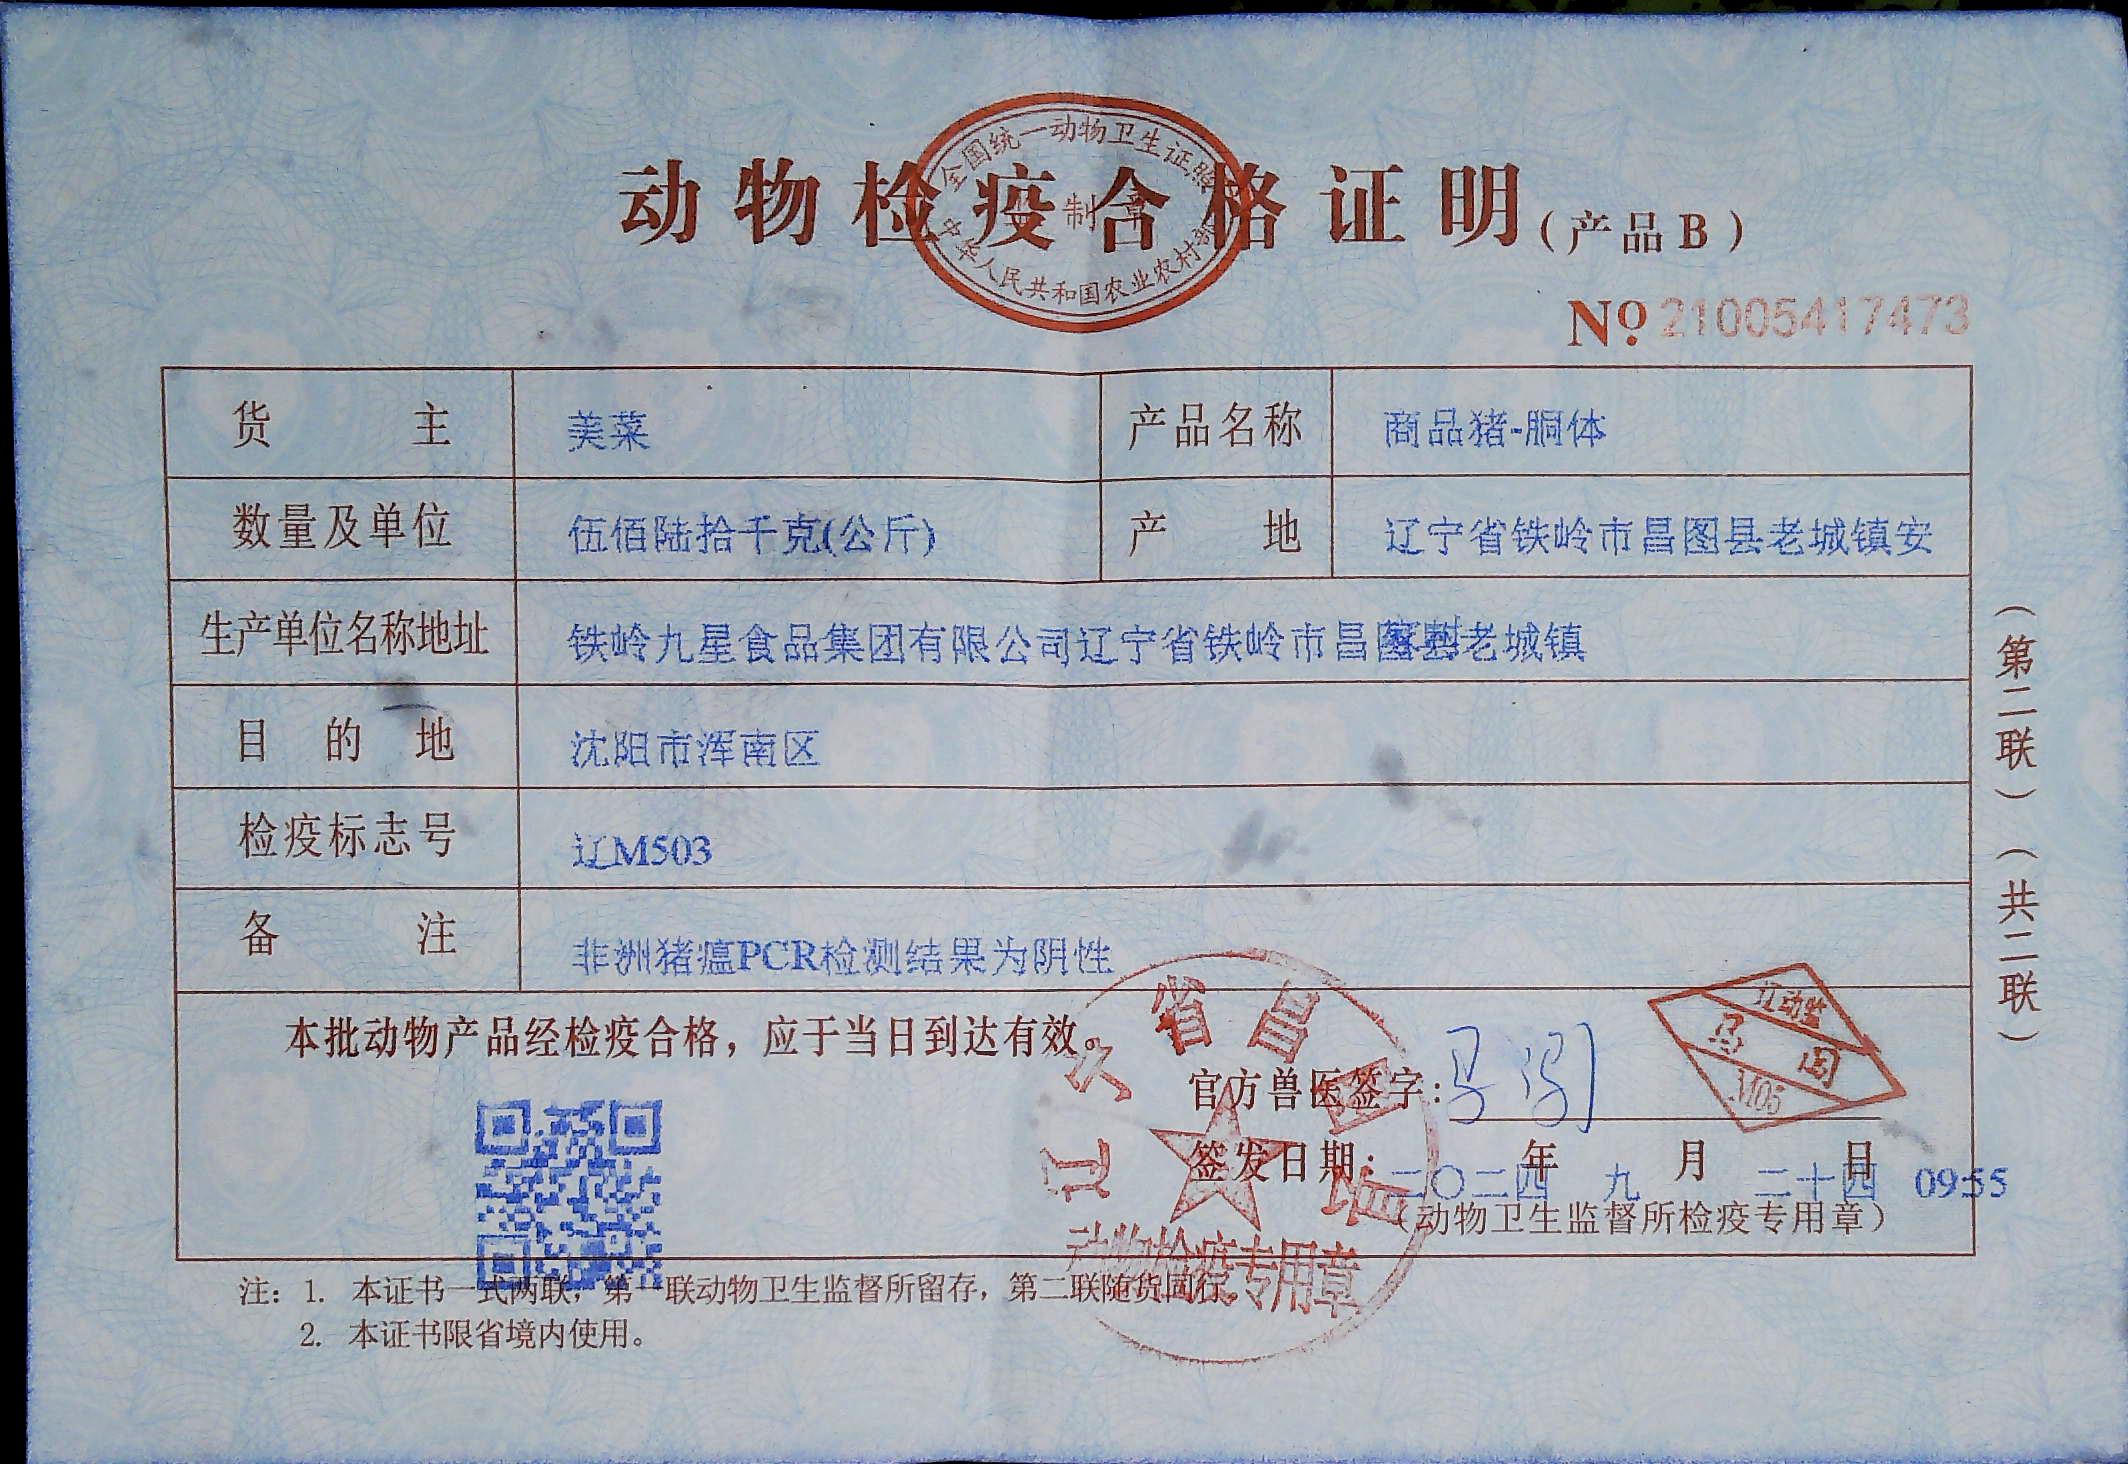 动物检疫合格证明(产品B)
全国统一动物卫生证照
监制章
中华人民共和国农业农村部
№ 21005417473
货主 美菜 产品名称 商品猪-胴体
数量及单位 伍佰陆拾千克(公斤) 产地 辽宁省铁岭市昌图县老城镇安
生产单位名称地址 铁岭九星食品集团有限公司辽宁省铁岭市昌图县老城镇
目的地 沈阳市浑南区
检疫标志号 辽M503
备注 非洲猪瘟PCR检测结果为阴性
本批动物产品经检疫合格，应于当日到达有效。
官方兽医签字：
辽动监
M05
签发日期：二〇二四年九月二十四日 09:55
（动物卫生监督所检疫专用章）
辽宁省昌图
动物检疫专用章
注：1. 本证书一式两联，第一联动物卫生监督所留存，第二联随货同行。
2. 本证书限省境内使用。
（第二联）（共二联）